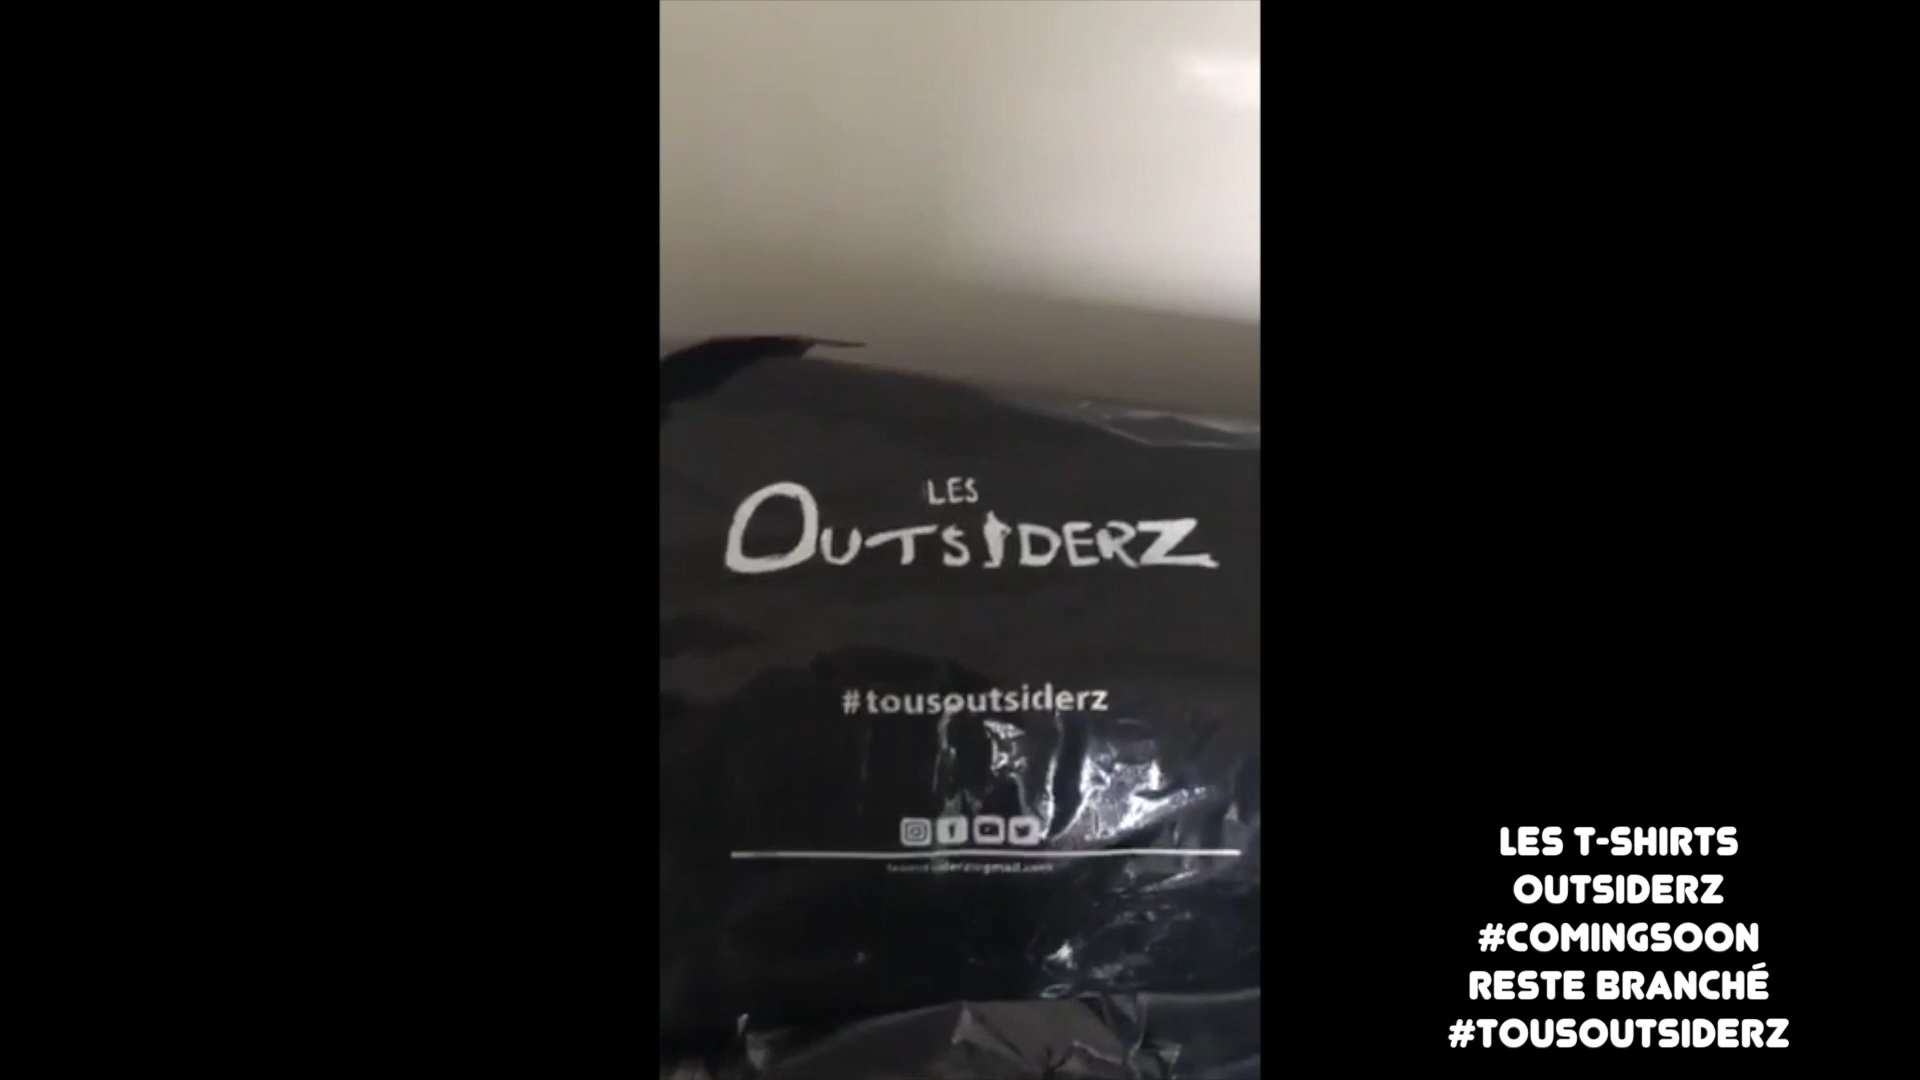 LES
OUTSIDERZ
#tousoutsiderz
LES T-SHIRTS
OUTSIDERZ
#COMINGSOON
RESTE BRANCHÉ
#TOUSOUTSIDERZ